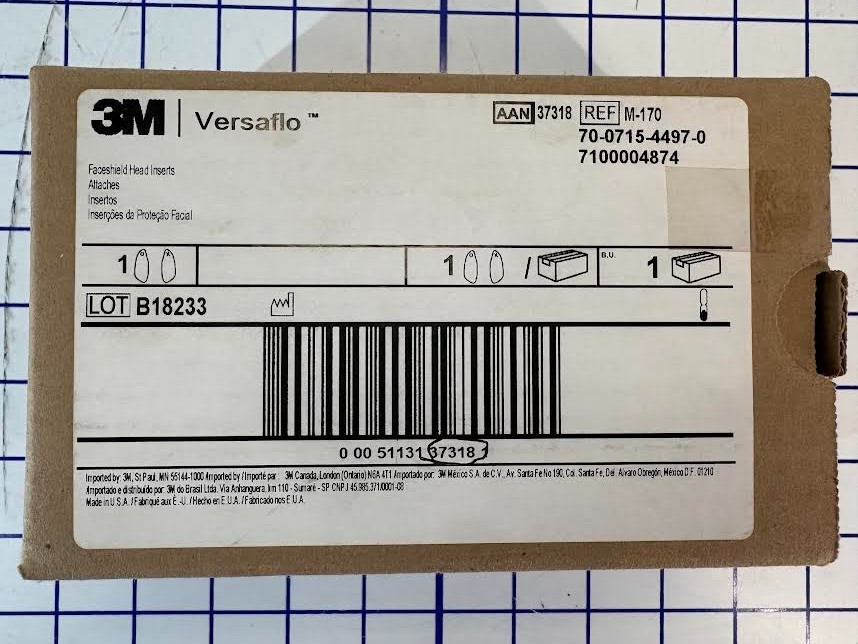 3M | Versaflo™
AAN 37318 REF M-170
70-0715-4497-0
7100004874
Faceshield Head Inserts
Attaches
Insertos
Inserções da Proteção Facial
1 1 / B.U. 1
LOT B18233
0 00 51131 37318 1
Imported by: 3M, St Paul, MN 55144-1000 Imported by / Importé par : 3M Canada, London (Ontario) N6A 4T1 Importado por: 3M México S.A. de C.V., Av. Santa Fe No 190, Col. Santa Fe, Del. Alvaro Obregón, México D.F. 01210
Importado e distribuido por: 3M do Brasil Ltda. Via Anhanguera, km 110 - Sumaré - SP CNPJ 45.985.371/0001-08
Made in U.S.A. / Fabriqué aux É.-U. / Hecho en E.U.A. / Fabricado nos E.U.A.